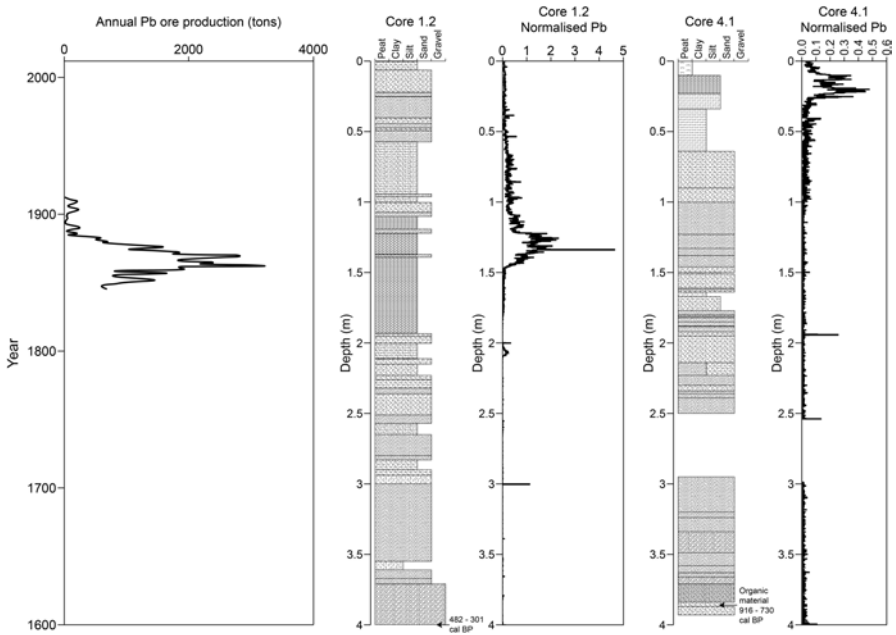 Annual Pb ore production (tons)
0 2000 4000
2000
1900
1800
1700
1600
Year
Core 1.2
Peat
Clay
Silt
Sand
Gravel
0
0.5
1
1.5
2
2.5
3
3.5
4
Depth (m)
482 - 301
cal BP
Core 1.2
Normalised Pb
0 1 2 3 4 5
0
0.5
1
1.5
2
2.5
3
3.5
4
Depth (m)
Core 4.1
Peat
Clay
Silt
Sand
Gravel
0
0.5
1
1.5
2
2.5
3
3.5
4
Depth (m)
Organic
material
916 - 730
cal BP
Core 4.1
Normalised Pb
0.0 0.1 0.2 0.3 0.4 0.5 0.6
0
0.5
1
1.5
2
2.5
3
3.5
4
Depth (m)